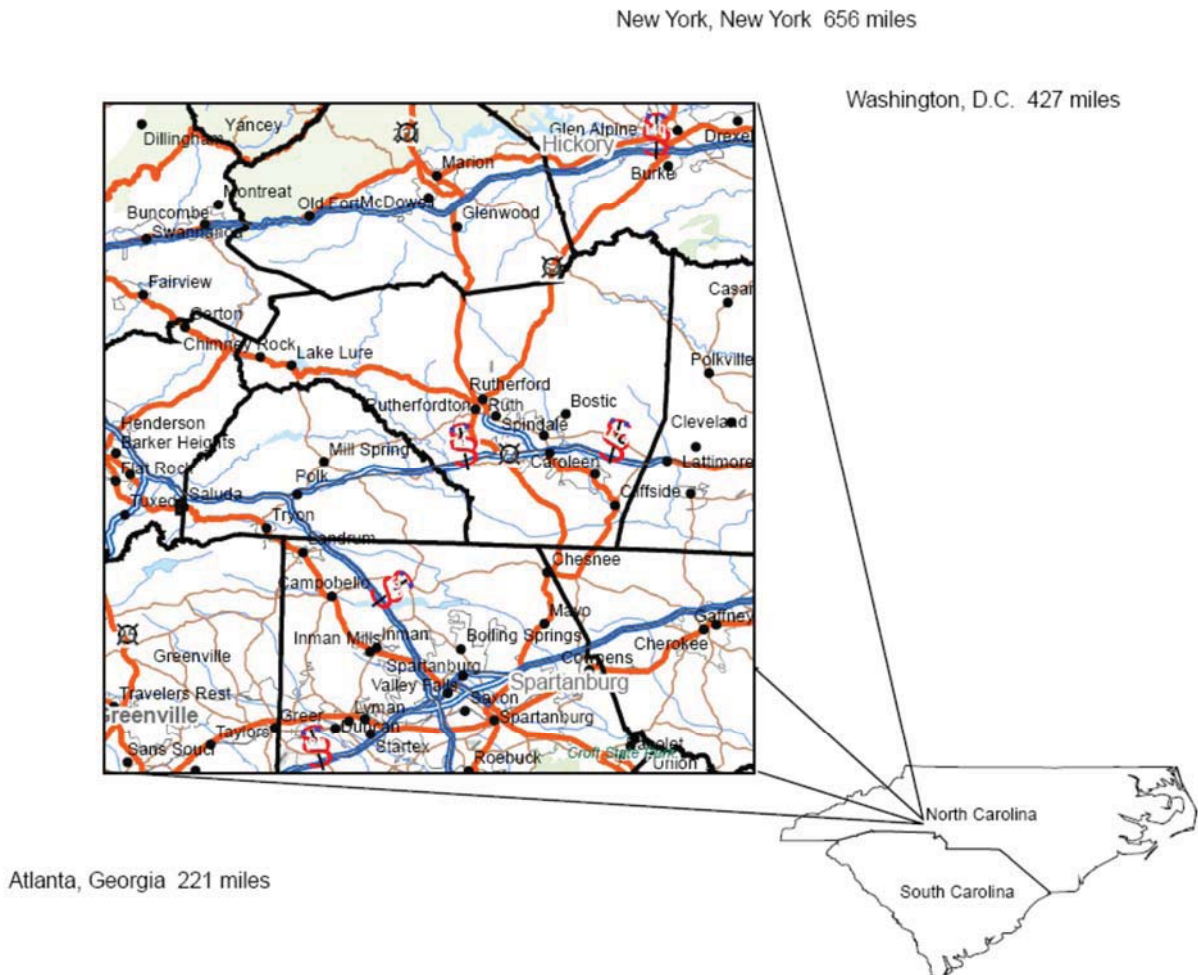 New York, New York 656 miles
Washington, D.C. 427 miles
Dillingham
Yancey
Glen Alpine
Drexel
Hickory
Marion
Burke
Montreat
Buncombe
Old Fort
Glenwood
Fairview
Gerton
Chimney Rock
Lake Lure
Polkville
Rutherford
Rutherfordton
Ruth
Bostic
Spindale
Henderson
Barker Heights
Cleveland
Mill Spring
Caroleen
Lattimore
Flat Rock
Polk
Saluda
Cliffside
Tryon
Landrum
Chesnee
Campobello
Mayo
Gaffney
Inman Mills
Inman
Boiling Springs
Cherokee
Greenville
Spartanburg
Cowpens
Valley Falls
Spartanburg
Travelers Rest
Saxon
Greenville
Greer
Lyman
Spartanburg
Taylors
Duncan
Startex
Sans Souci
Roebuck
Union
North Carolina
South Carolina
Atlanta, Georgia 221 miles